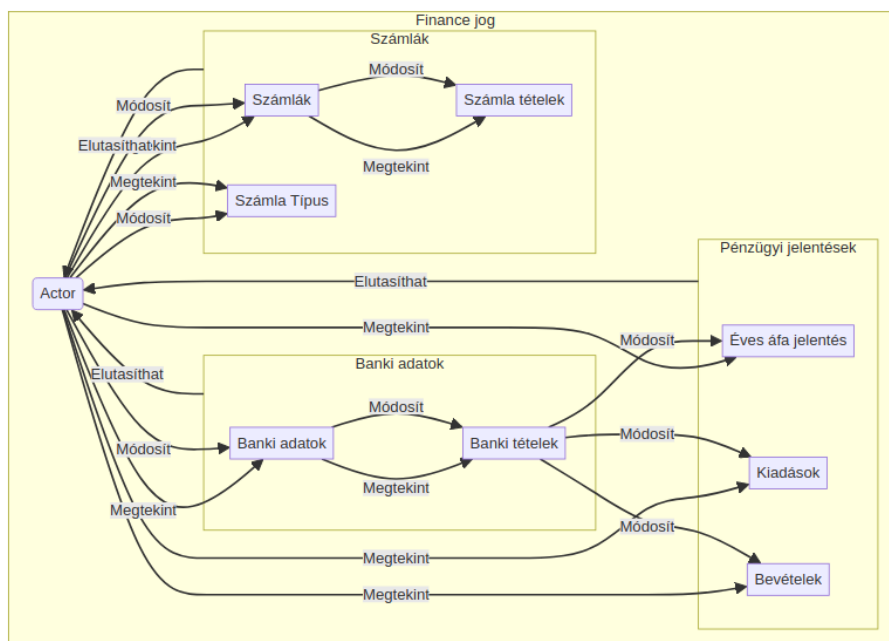 Finance jog
Számlák
Módosít
Módosít
Számlák
Számla tételek
Elutasíthat
kint
Megtekint
Megtekint
Számla Típus
Módosít
Pénzügyi jelentések
Elutasíthat
Actor
Megtekint
Módosít
Éves áfa jelentés
Banki adatok
Elutasíthat
Módosít
Banki adatok
Banki tételek
Módosít
Módosít
Megtekint
Kiadások
Megtekint
Módosít
Megtekint
Bevételek
Megtekint